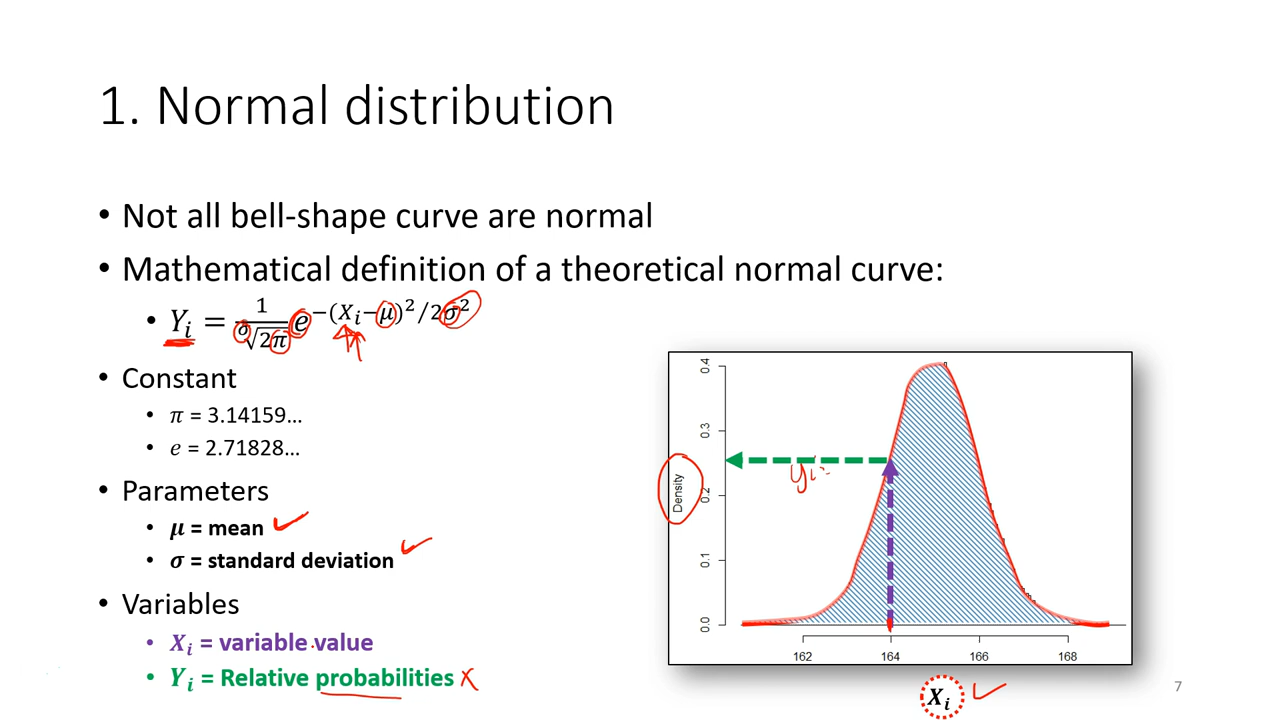 1. Normal distribution
• Not all bell-shape curve are normal
• Mathematical definition of a theoretical normal curve:
• Yᵢ = 1/σ√2π e^−(Xᵢ−μ)²/2σ²
• Constant
• π = 3.14159…
• e = 2.71828…
• Parameters
• μ = mean
• σ = standard deviation
• Variables
• Xᵢ = variable value
• Yᵢ = Relative probabilities
Density
0.0 0.1 0.2 0.3 0.4
yi
162 164 166 168
Xᵢ
7